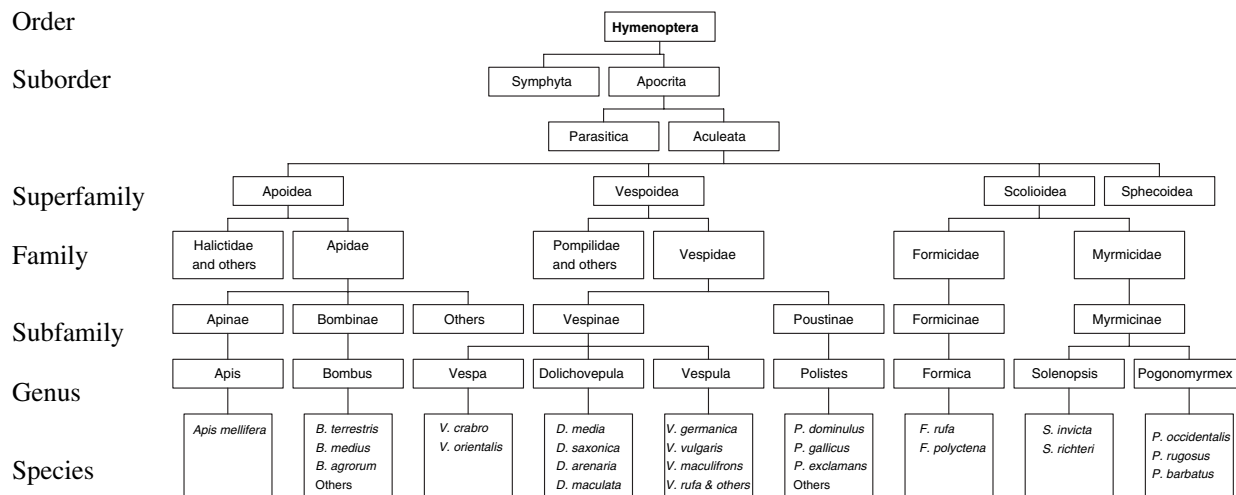 Order
Hymenoptera
Suborder
Symphyta
Apocrita
Parasitica
Aculeata
Superfamily
Apoidea
Vespoidea
Scolioidea
Sphecoidea
Family
Halictidae
and others
Apidae
Pompilidae
and others
Vespidae
Formicidae
Myrmicidae
Subfamily
Apinae
Bombinae
Others
Vespinae
Poustinae
Formicinae
Myrmicinae
Genus
Apis
Bombus
Vespa
Dolichovepula
Vespula
Polistes
Formica
Solenopsis
Pogonomyrmex
Species
Apis mellifera
B. terrestris
B. medius
B. agrorum
Others
V. crabro
V. orientalis
D. media
D. saxonica
D. arenaria
D. maculata
V. germanica
V. vulgaris
V. maculifrons
V. rufa & others
P. dominulus
P. gallicus
P. exclamans
Others
F. rufa
F. polyctena
S. invicta
S. richteri
P. occidentalis
P. rugosus
P. barbatus